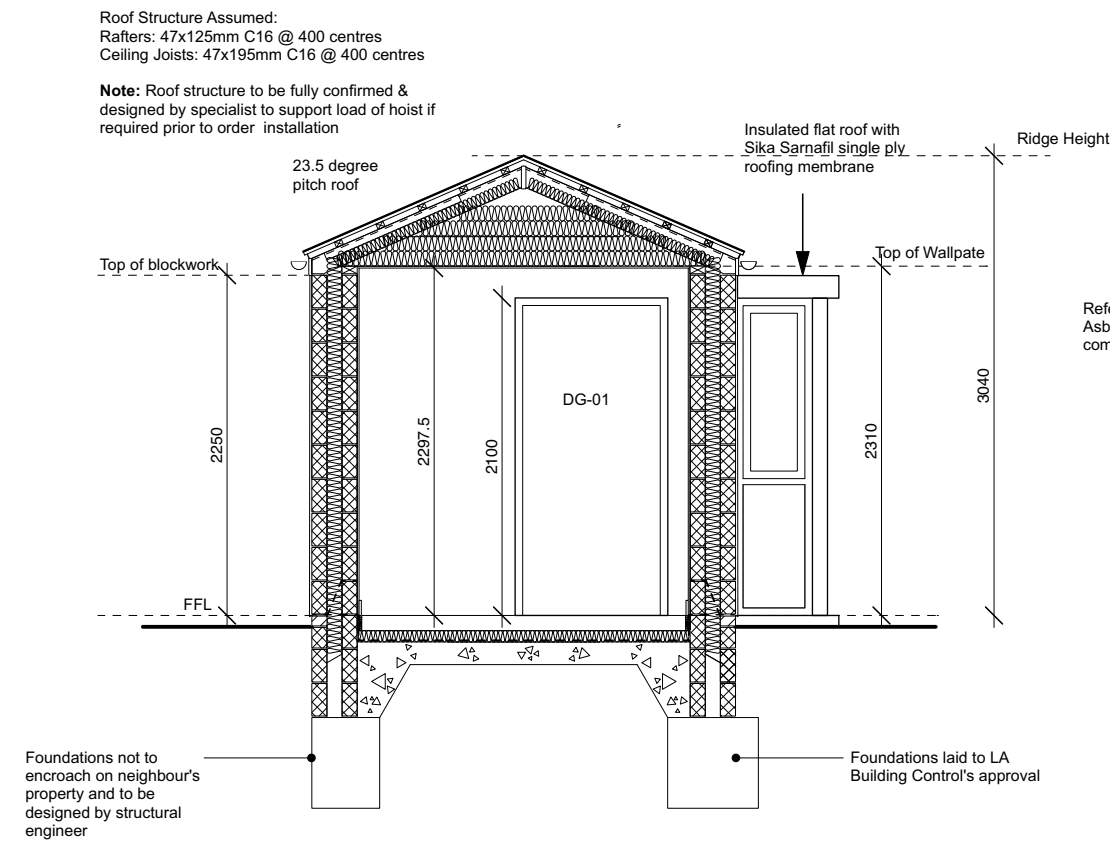 Roof Structure Assumed:
Rafters: 47x125mm C16 @ 400 centres
Ceiling Joists: 47x195mm C16 @ 400 centres
Note: Roof structure to be fully confirmed &
designed by specialist to support load of hoist if
required prior to order installation
23.5 degree
pitch roof
Insulated flat roof with
Sika Sarnafil single ply
roofing membrane
Ridge Height
Top of blockwork
Top of Wallpate
Refe
Asb
com
DG-01
2250
2297.5
2100
2310
3040
FFL
Foundations not to
encroach on neighbour's
property and to be
designed by structural
engineer
Foundations laid to LA
Building Control's approval